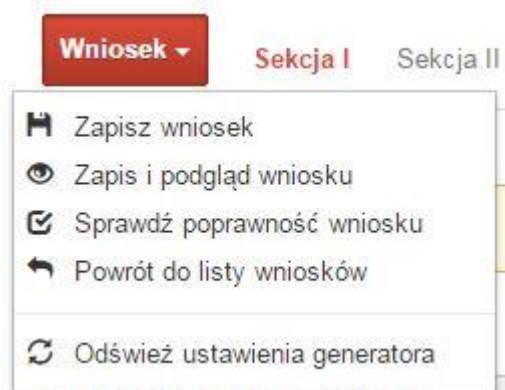 Wniosek Sekcja I Sekcja II
Zapisz wniosek
Zapis i podgląd wniosku
Sprawdź poprawność wniosku
Powrót do listy wniosków
Odśwież ustawienia generatora